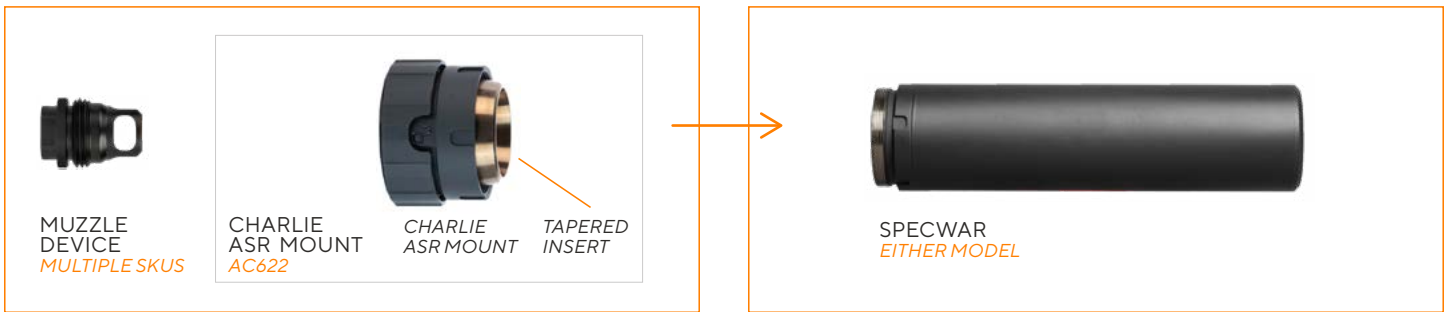 MUZZLE
DEVICE
MULTIPLE SKUS
CHARLIE
ASR MOUNT
AC622
CHARLIE
ASR MOUNT
TAPERED
INSERT
SPECWAR
EITHER MODEL